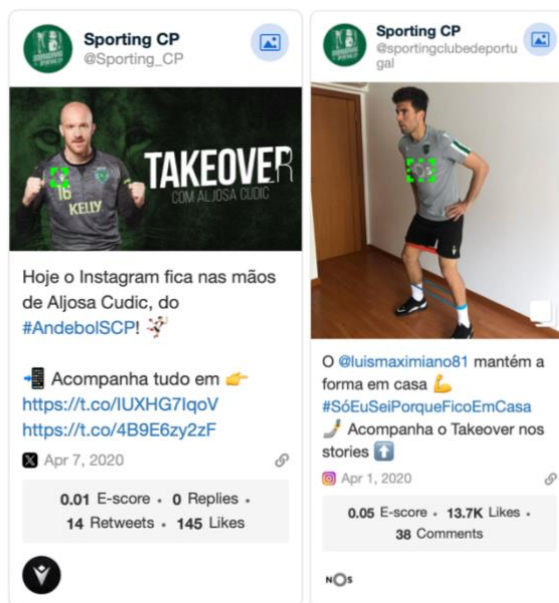 Sporting CP
@Sporting_CP
TAKEOVER
COM ALJOSA CUDIC
16
KELLY
Hoje o Instagram fica nas mãos
de Aljosa Cudic, do
#AndebolSCP!
Acompanha tudo em
https://t.co/IUXHG7IqoV
https://t.co/4B9E6zy2zF
Apr 7, 2020
0.01 E-score • 0 Replies •
14 Retweets • 145 Likes
Sporting CP
@sportingclubedeportu
gal
O @luismaximiano81 mantém a
forma em casa
#SóEuSeiPorqueFicoEmCasa
Acompanha o Takeover nos
stories
Apr 1, 2020
0.05 E-score • 13.7K Likes •
38 Comments
NOS